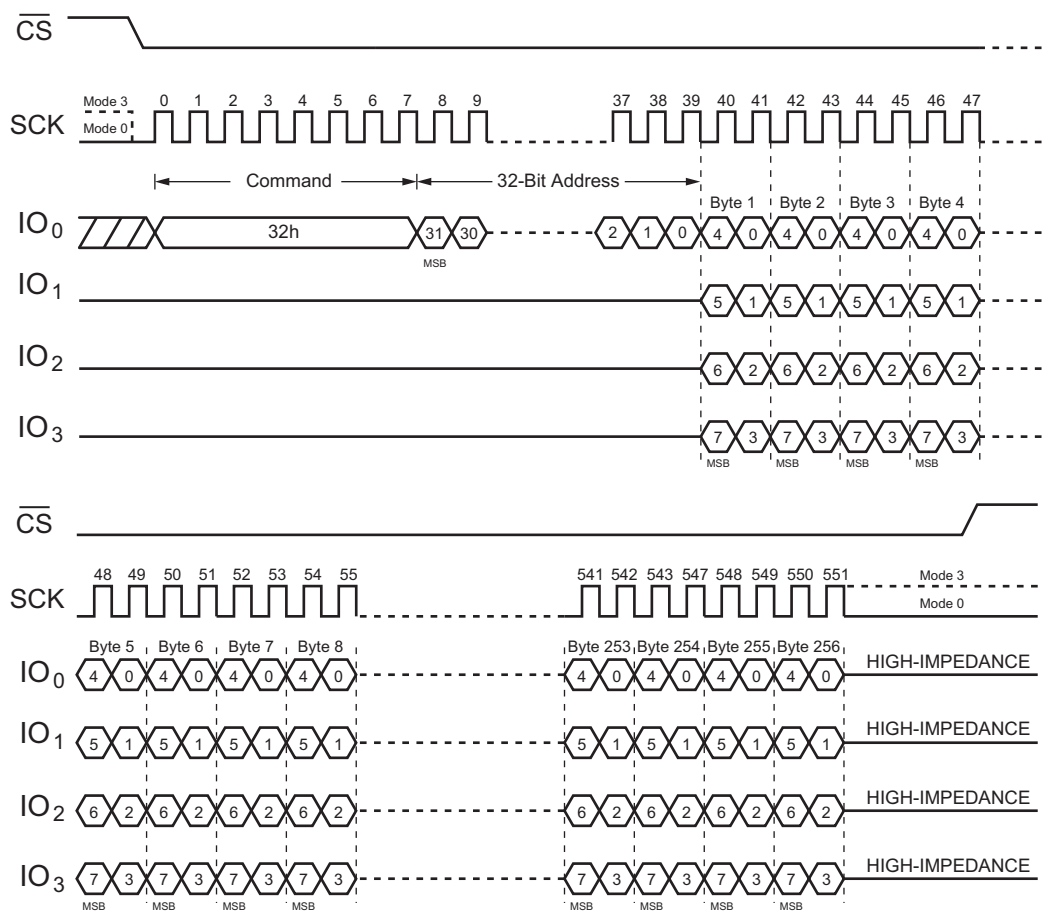 CS
Mode 3
Mode 0
SCK
0 1 2 3 4 5 6 7 8 9 37 38 39 40 41 42 43 44 45 46 47
Command 32-Bit Address
Byte 1 Byte 2 Byte 3 Byte 4
IO0 32h 31 30 2 1 0 4 0 4 0 4 0 4 0
MSB
IO1 5 1 5 1 5 1 5 1
IO2 6 2 6 2 6 2 6 2
IO3 7 3 7 3 7 3 7 3
MSB MSB MSB MSB
CS
48 49 50 51 52 53 54 55 541 542 543 547 548 549 550 551 Mode 3
SCK Mode 0
Byte 5 Byte 6 Byte 7 Byte 8 Byte 253 Byte 254 Byte 255 Byte 256
IO0 4 0 4 0 4 0 4 0 4 0 4 0 4 0 4 0 HIGH-IMPEDANCE
IO1 5 1 5 1 5 1 5 1 5 1 5 1 5 1 5 1 HIGH-IMPEDANCE
IO2 6 2 6 2 6 2 6 2 6 2 6 2 6 2 6 2 HIGH-IMPEDANCE
IO3 7 3 7 3 7 3 7 3 7 3 7 3 7 3 7 3 HIGH-IMPEDANCE
MSB MSB MSB MSB MSB MSB MSB MSB